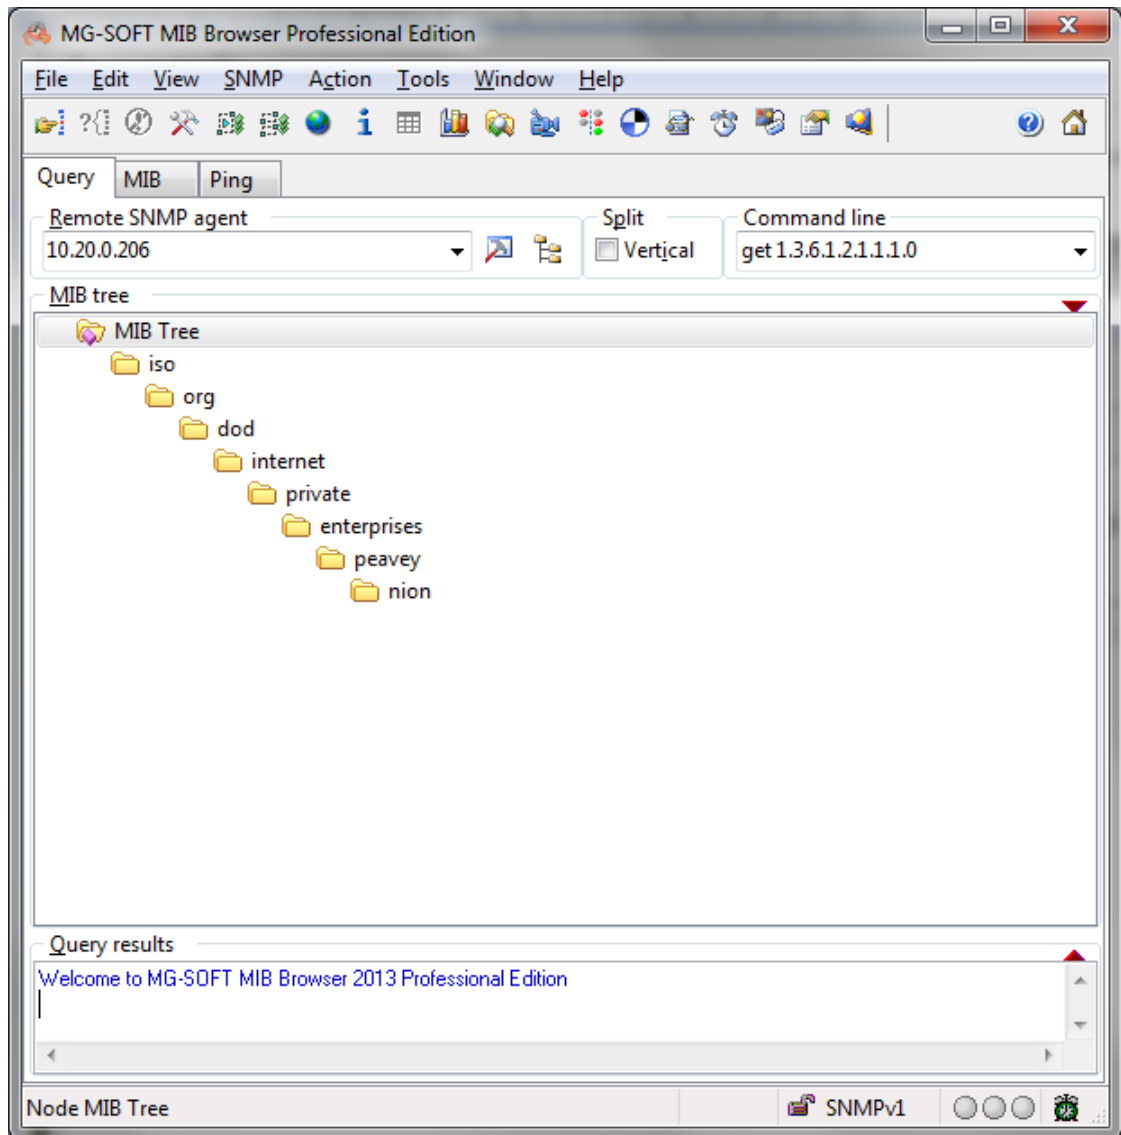 MG-SOFT MIB Browser Professional Edition
File Edit View SNMP Action Tools Window Help
Query MIB Ping
Remote SNMP agent Split Command line
10.20.0.206 Vertical get 1.3.6.1.2.1.1.1.0
MIB tree
MIB Tree
iso
org
dod
internet
private
enterprises
peavey
nion
Query results
Welcome to MG-SOFT MIB Browser 2013 Professional Edition
Node MIB Tree SNMPv1